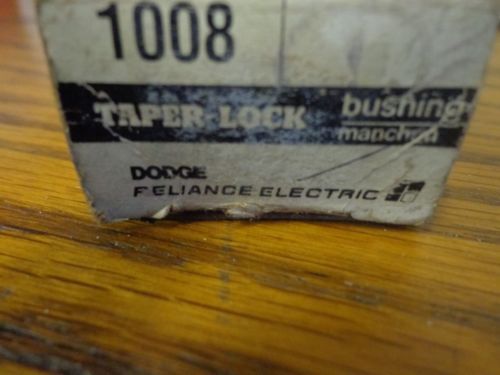 1008
TAPER-LOCK bushing
manchon
DODGE
RELIANCE ELECTRIC